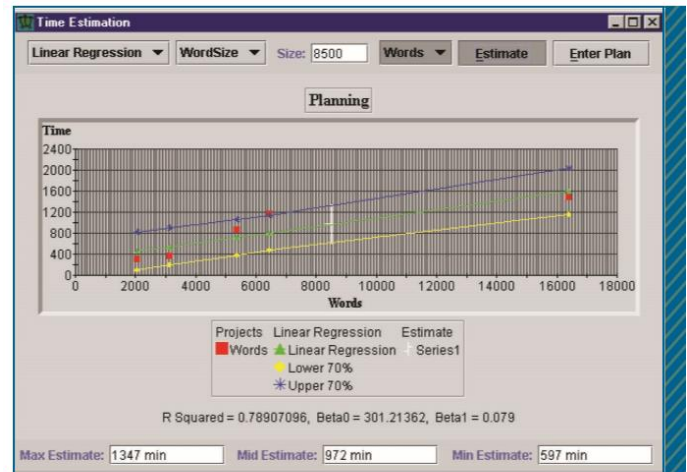 Time Estimation
Linear Regression WordSize Size: 8500 Words Estimate Enter Plan
Planning
Time
2400
2000
1600
1200
800
400
0
0 2000 4000 6000 8000 10000 12000 14000 16000 18000
Words
Projects Linear Regression Estimate
Words Linear Regression Series1
Lower 70%
Upper 70%
R Squared = 0.78907096, Beta0 = 301.21362, Beta1 = 0.079
Max Estimate: 1347 min Mid Estimate: 972 min Min Estimate: 597 min